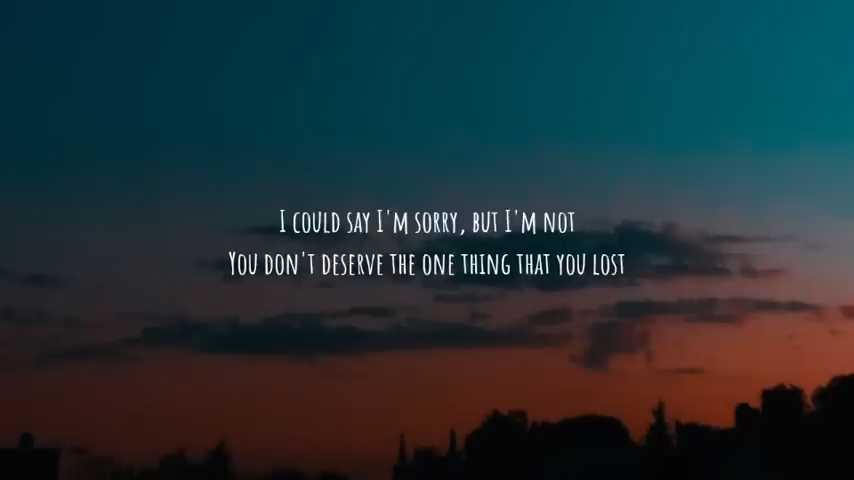 I could say I'm sorry, but I'm not
You don't deserve the one thing that you lost